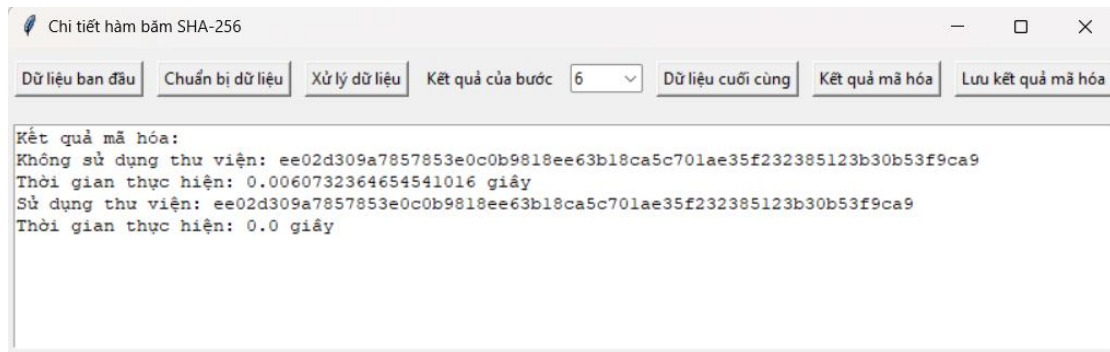 Chi tiết hàm băm SHA-256
Dữ liệu ban đầu Chuẩn bị dữ liệu Xử lý dữ liệu Kết quả của bước 6 Dữ liệu cuối cùng Kết quả mã hóa Lưu kết quả mã hóa
Kết quả mã hóa:
Không sử dụng thư viện: ee02d309a7857853e0c0b9818ee63b18ca5c701ae35f232385123b30b53f9ca9
Thời gian thực hiện: 0.0060732364654541016 giây
Sử dụng thư viện: ee02d309a7857853e0c0b9818ee63b18ca5c701ae35f232385123b30b53f9ca9
Thời gian thực hiện: 0.0 giây